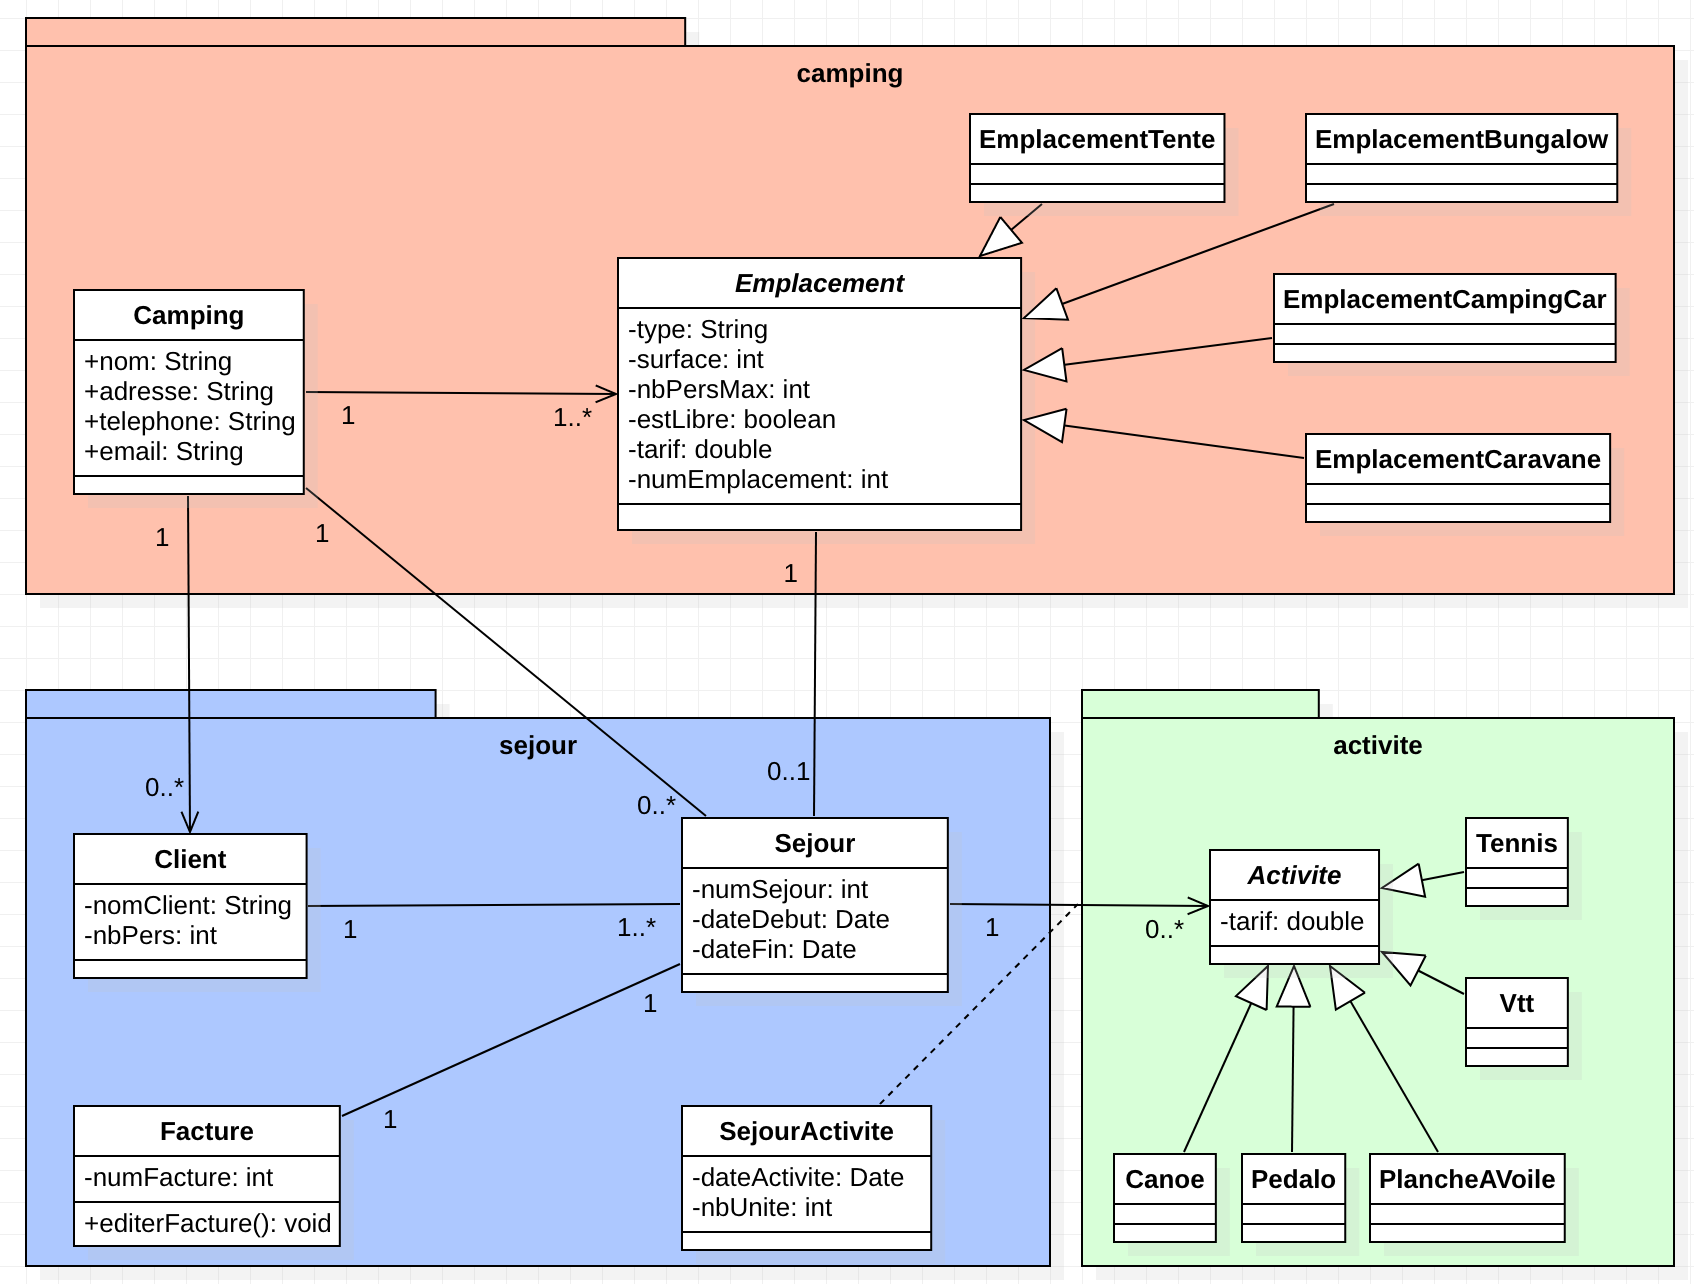 camping
EmplacementTente
EmplacementBungalow
Emplacement
-type: String
-surface: int
-nbPersMax: int
-estLibre: boolean
-tarif: double
-numEmplacement: int
EmplacementCampingCar
Camping
+nom: String
+adresse: String
+telephone: String
+email: String
1
1..*
EmplacementCaravane
1
1
1
sejour
0..*
0..1
0..*
Client
-nomClient: String
-nbPers: int
1
1..*
Sejour
-numSejour: int
-dateDebut: Date
-dateFin: Date
1
0..*
1
1
Facture
-numFacture: int
+editerFacture(): void
SejourActivite
-dateActivite: Date
-nbUnite: int
activite
Tennis
Activite
-tarif: double
Vtt
Canoe
Pedalo
PlancheAVoile